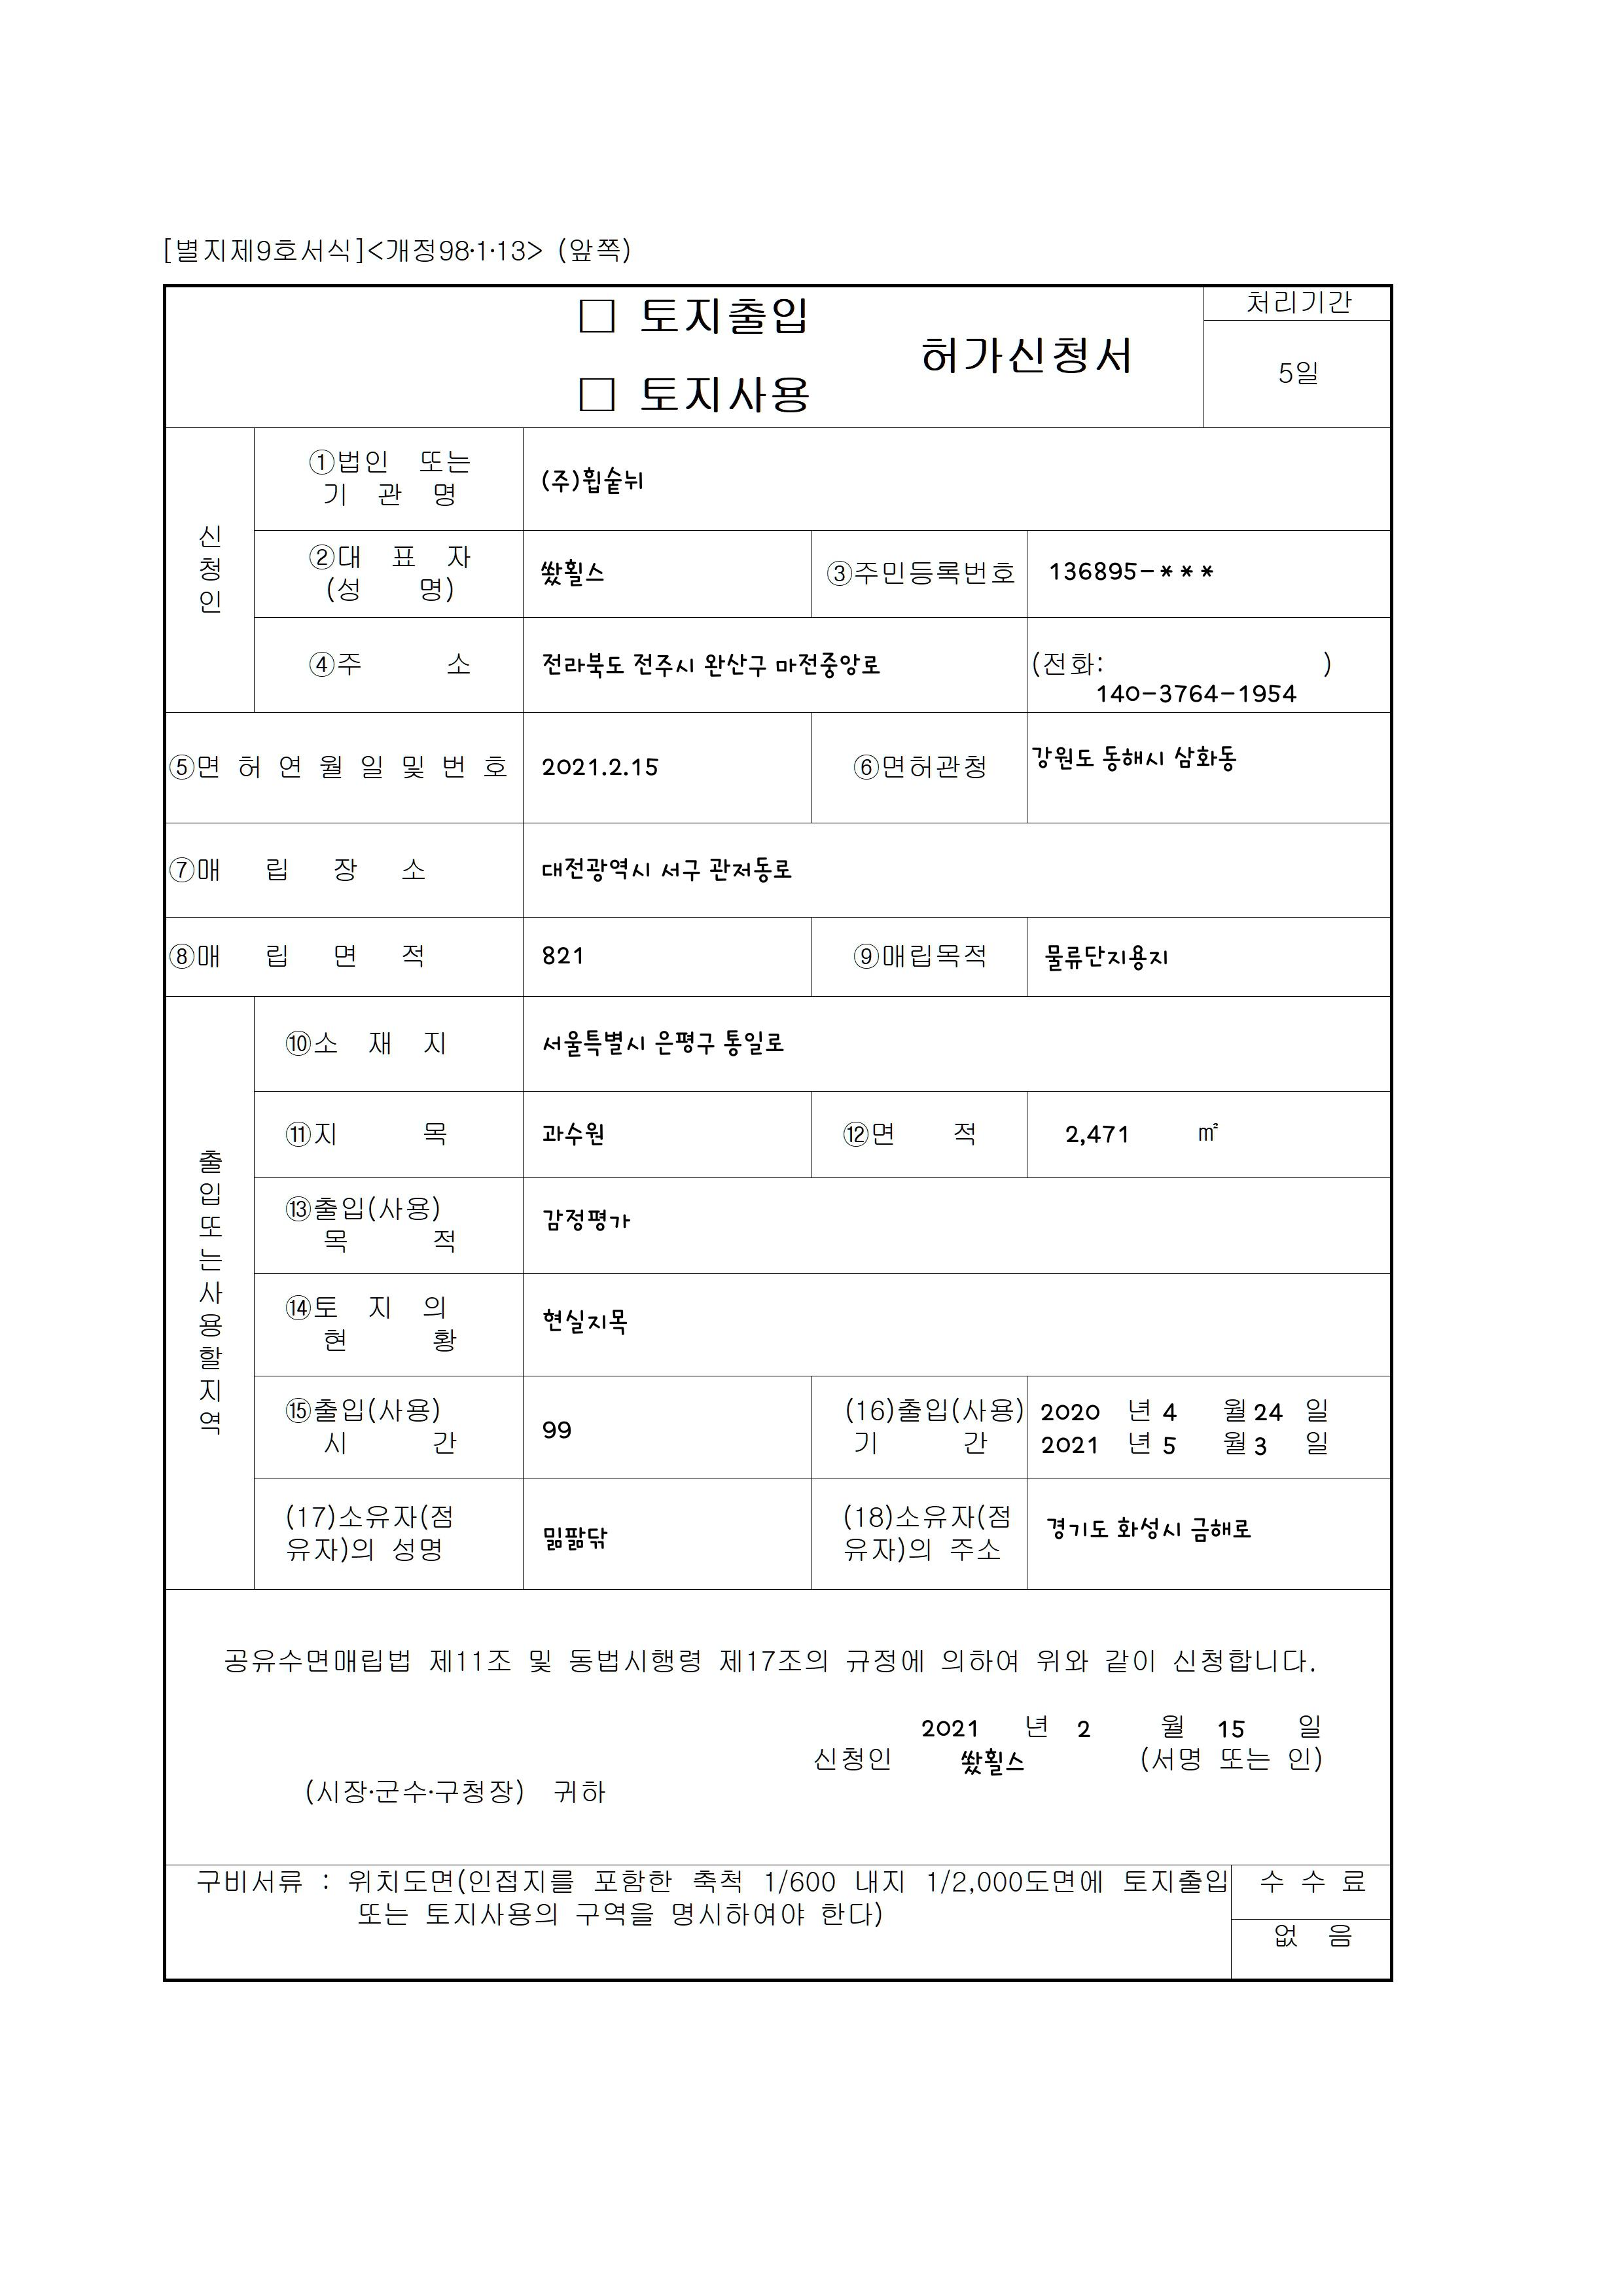 [별지제9호서식]<개정98·1·13> (앞쪽)
□ 토지출입
□ 토지사용
허가신청서
처리기간
5일
신청인
①법인 또는
기 관 명
(주)휩숱뉘
②대 표 자
(성 명)
쐈횔스
③주민등록번호
136895-***
④주 소
전라북도 전주시 완산구 마전중앙로
(전화: )
140-3764-1954
⑤면 허 연 월 일 및 번 호
2021.2.15
⑥면허관청
강원도 동해시 삼화동
⑦매 립 장 소
대전광역시 서구 관저동로
⑧매 립 면 적
821
⑨매립목적
물류단지용지
출입또는사용할지역
⑩소 재 지
서울특별시 은평구 통일로
⑪지 목
과수원
⑫면 적
2,471 ㎡
⑬출입(사용)
목 적
감정평가
⑭토 지 의
현 황
현실지목
⑮출입(사용)
시 간
99
(16)출입(사용)
기 간
2020 년 4 월 24 일
2021 년 5 월 3 일
(17)소유자(점
유자)의 성명
밂팖닦
(18)소유자(점
유자)의 주소
경기도 화성시 금해로
공유수면매립법 제11조 및 동법시행령 제17조의 규정에 의하여 위와 같이 신청합니다.
2021 년 2 월 15 일
신청인 쐈횔스 (서명 또는 인)
(시장·군수·구청장) 귀하
구비서류 : 위치도면(인접지를 포함한 축척 1/600 내지 1/2,000도면에 토지출입
또는 토지사용의 구역을 명시하여야 한다)
수 수 료
없 음